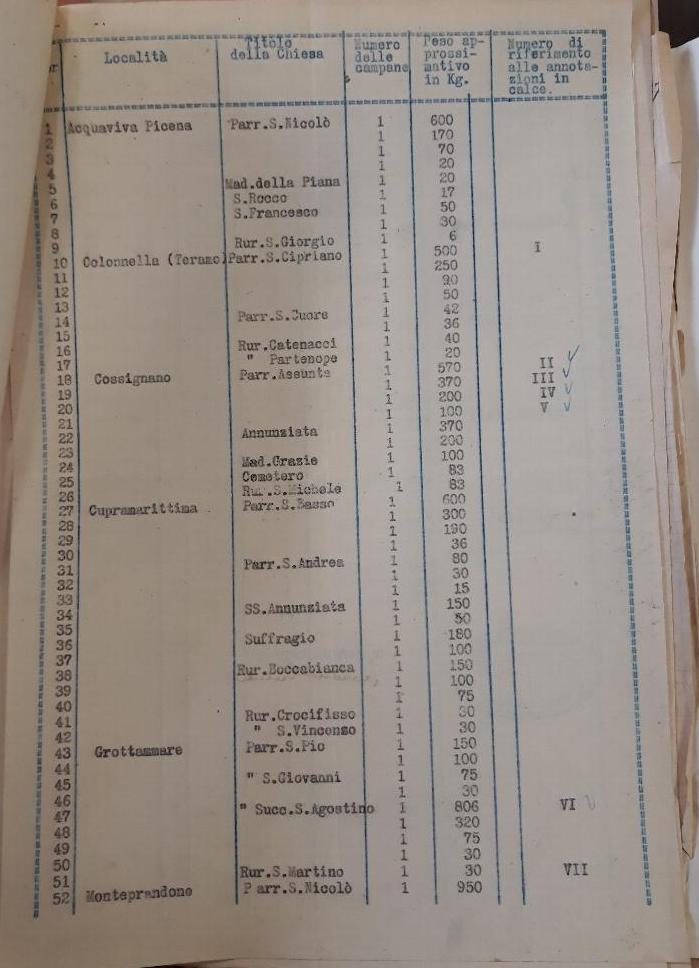 Località Titolo della Chiesa Numero delle campane Peso ap-prossi-mativo in Kg. Numero di riferimento alle annota-zioni in calce.
1 Acquaviva Picena Parr.S.Nicolò 1 600
2 1 170
3 1 70
4 1 20
5 Mad.della Piana 1 20
6 S.Rocco 1 17
7 S.Francesco 1 50
8 1 30
9 Rur.S.Giorgio 1 6
10 Colonnella (Teramo) Parr.S.Cipriano 1 500 I
11 1 250
12 1 90
13 1 50
14 Parr.S.Cuore 1 42
15 1 36
16 Rur.Catenacci 1 40
17 " Partenope 1 20
18 Cossignano Parr.Assunta 1 570 II
19 1 370 III
20 1 200 IV
21 1 100 V
22 Annunziata 1 370
23 1 200
24 Mad.Grazie 1 100
25 Cemetero 1 83
26 Rur.S.Michele 1 83
27 Cupramarittima Parr.S.Basso 1 600
28 1 300
29 1 190
30 1 36
31 Parr.S.Andrea 1 80
32 1 30
33 1 15
34 SS.Annunziata 1 150
35 1 50
36 Suffragio 1 180
37 1 100
38 Rur.Boccabianca 1 150
39 1 100
40 1 75
41 Rur.Crocifisso 1 30
42 " S.Vincenzo 1 30
43 Grottammare Parr.S.Pio 1 150
44 1 100
45 " S.Giovanni 1 75
46 1 30
47 " Succ.S.Agostino 1 806 VI
48 1 320
49 1 75
50 1 30
51 Rur.S.Martino 1 30 VII
52 Monteprandone Parr.S.Nicolò 1 950